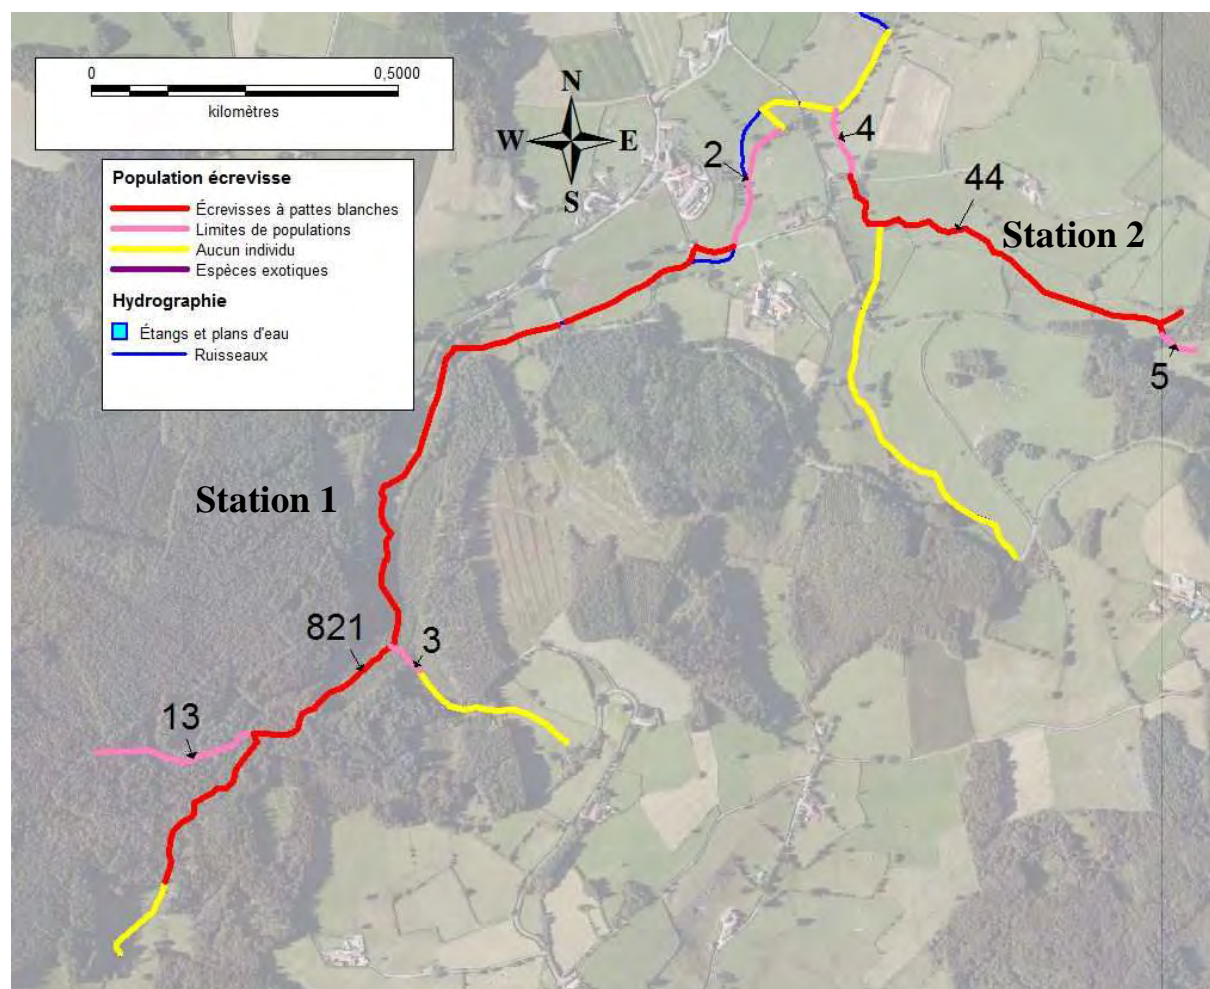 0 0,5000
kilomètres
N
W E
S
Population écrevisse
Écrevisses à pattes blanches
Limites de populations
Aucun individu
Espèces exotiques
Hydrographie
Étangs et plans d'eau
Ruisseaux
4
2
44
Station 2
5
Station 1
821
3
13